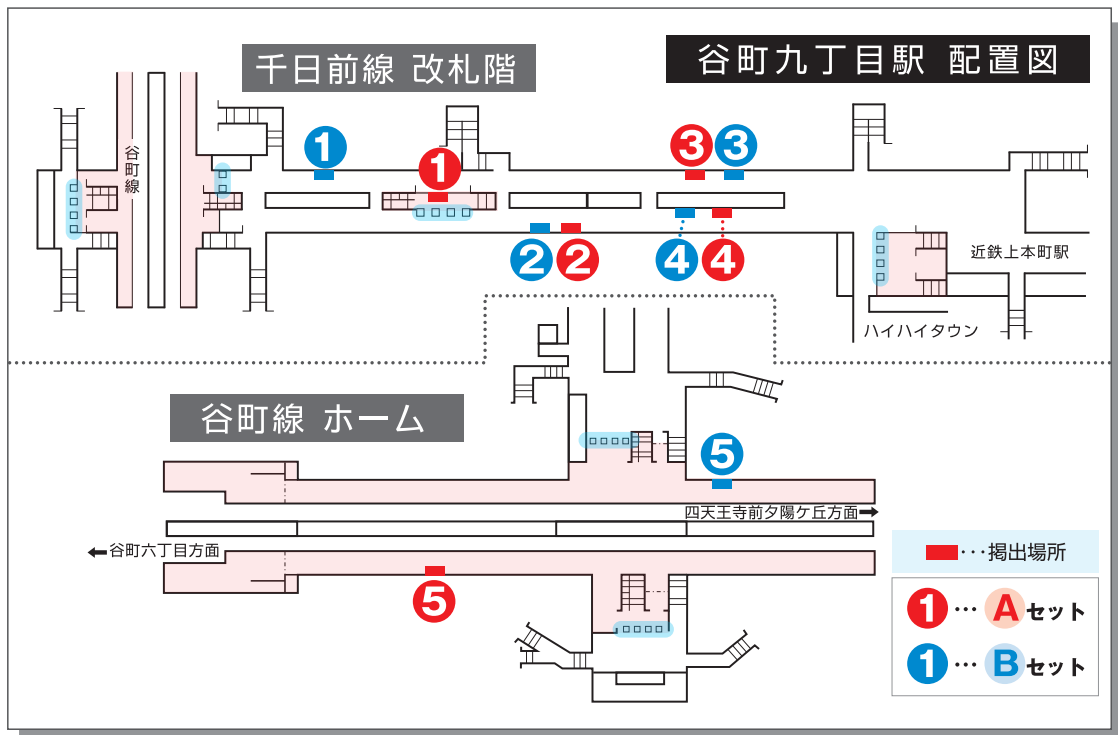 谷町九丁目駅 配置図
千日前線 改札階
谷町線
1
1
3
3
2
2
4
4
近鉄上本町駅
ハイハイタウン
谷町線 ホーム
5
四天王寺前夕陽ケ丘方面
谷町六丁目方面
5
・・・掲出場所
1・・・Aセット
1・・・Bセット